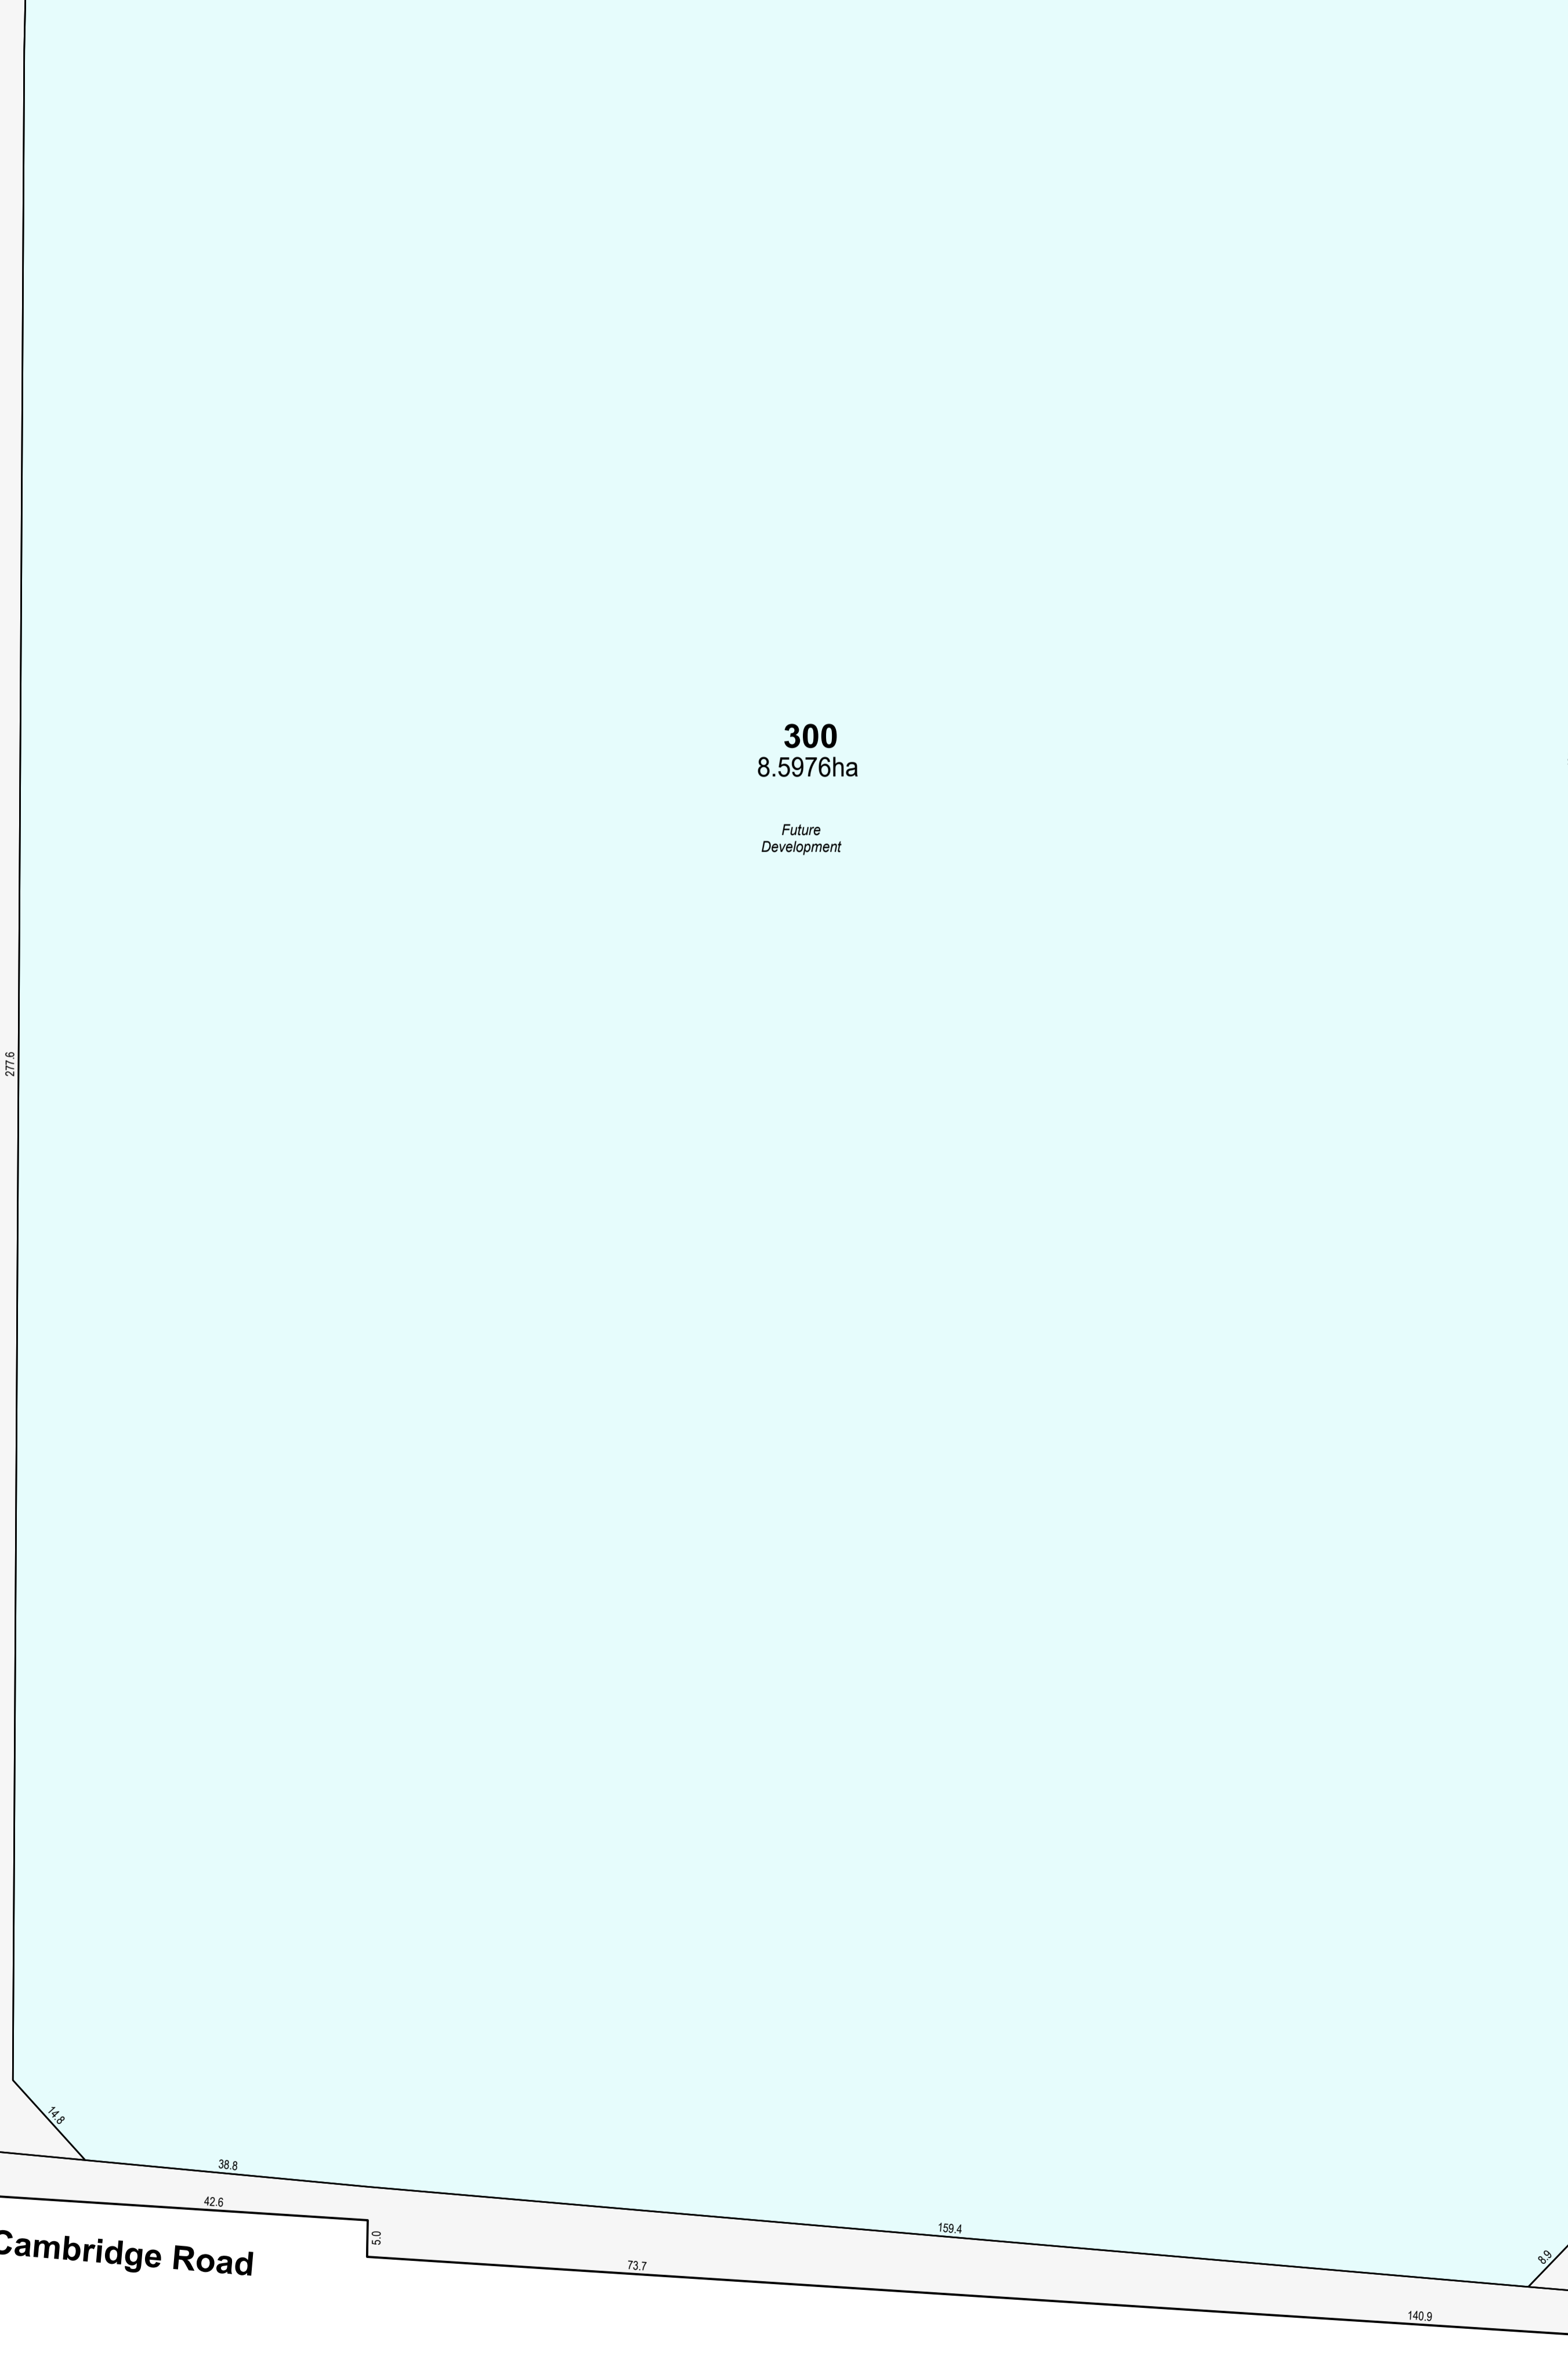 300
8.5976ha
Future
Development
277.6
14.8
38.8
42.6
5.0
159.4
73.7
8.9
140.9
Cambridge Road